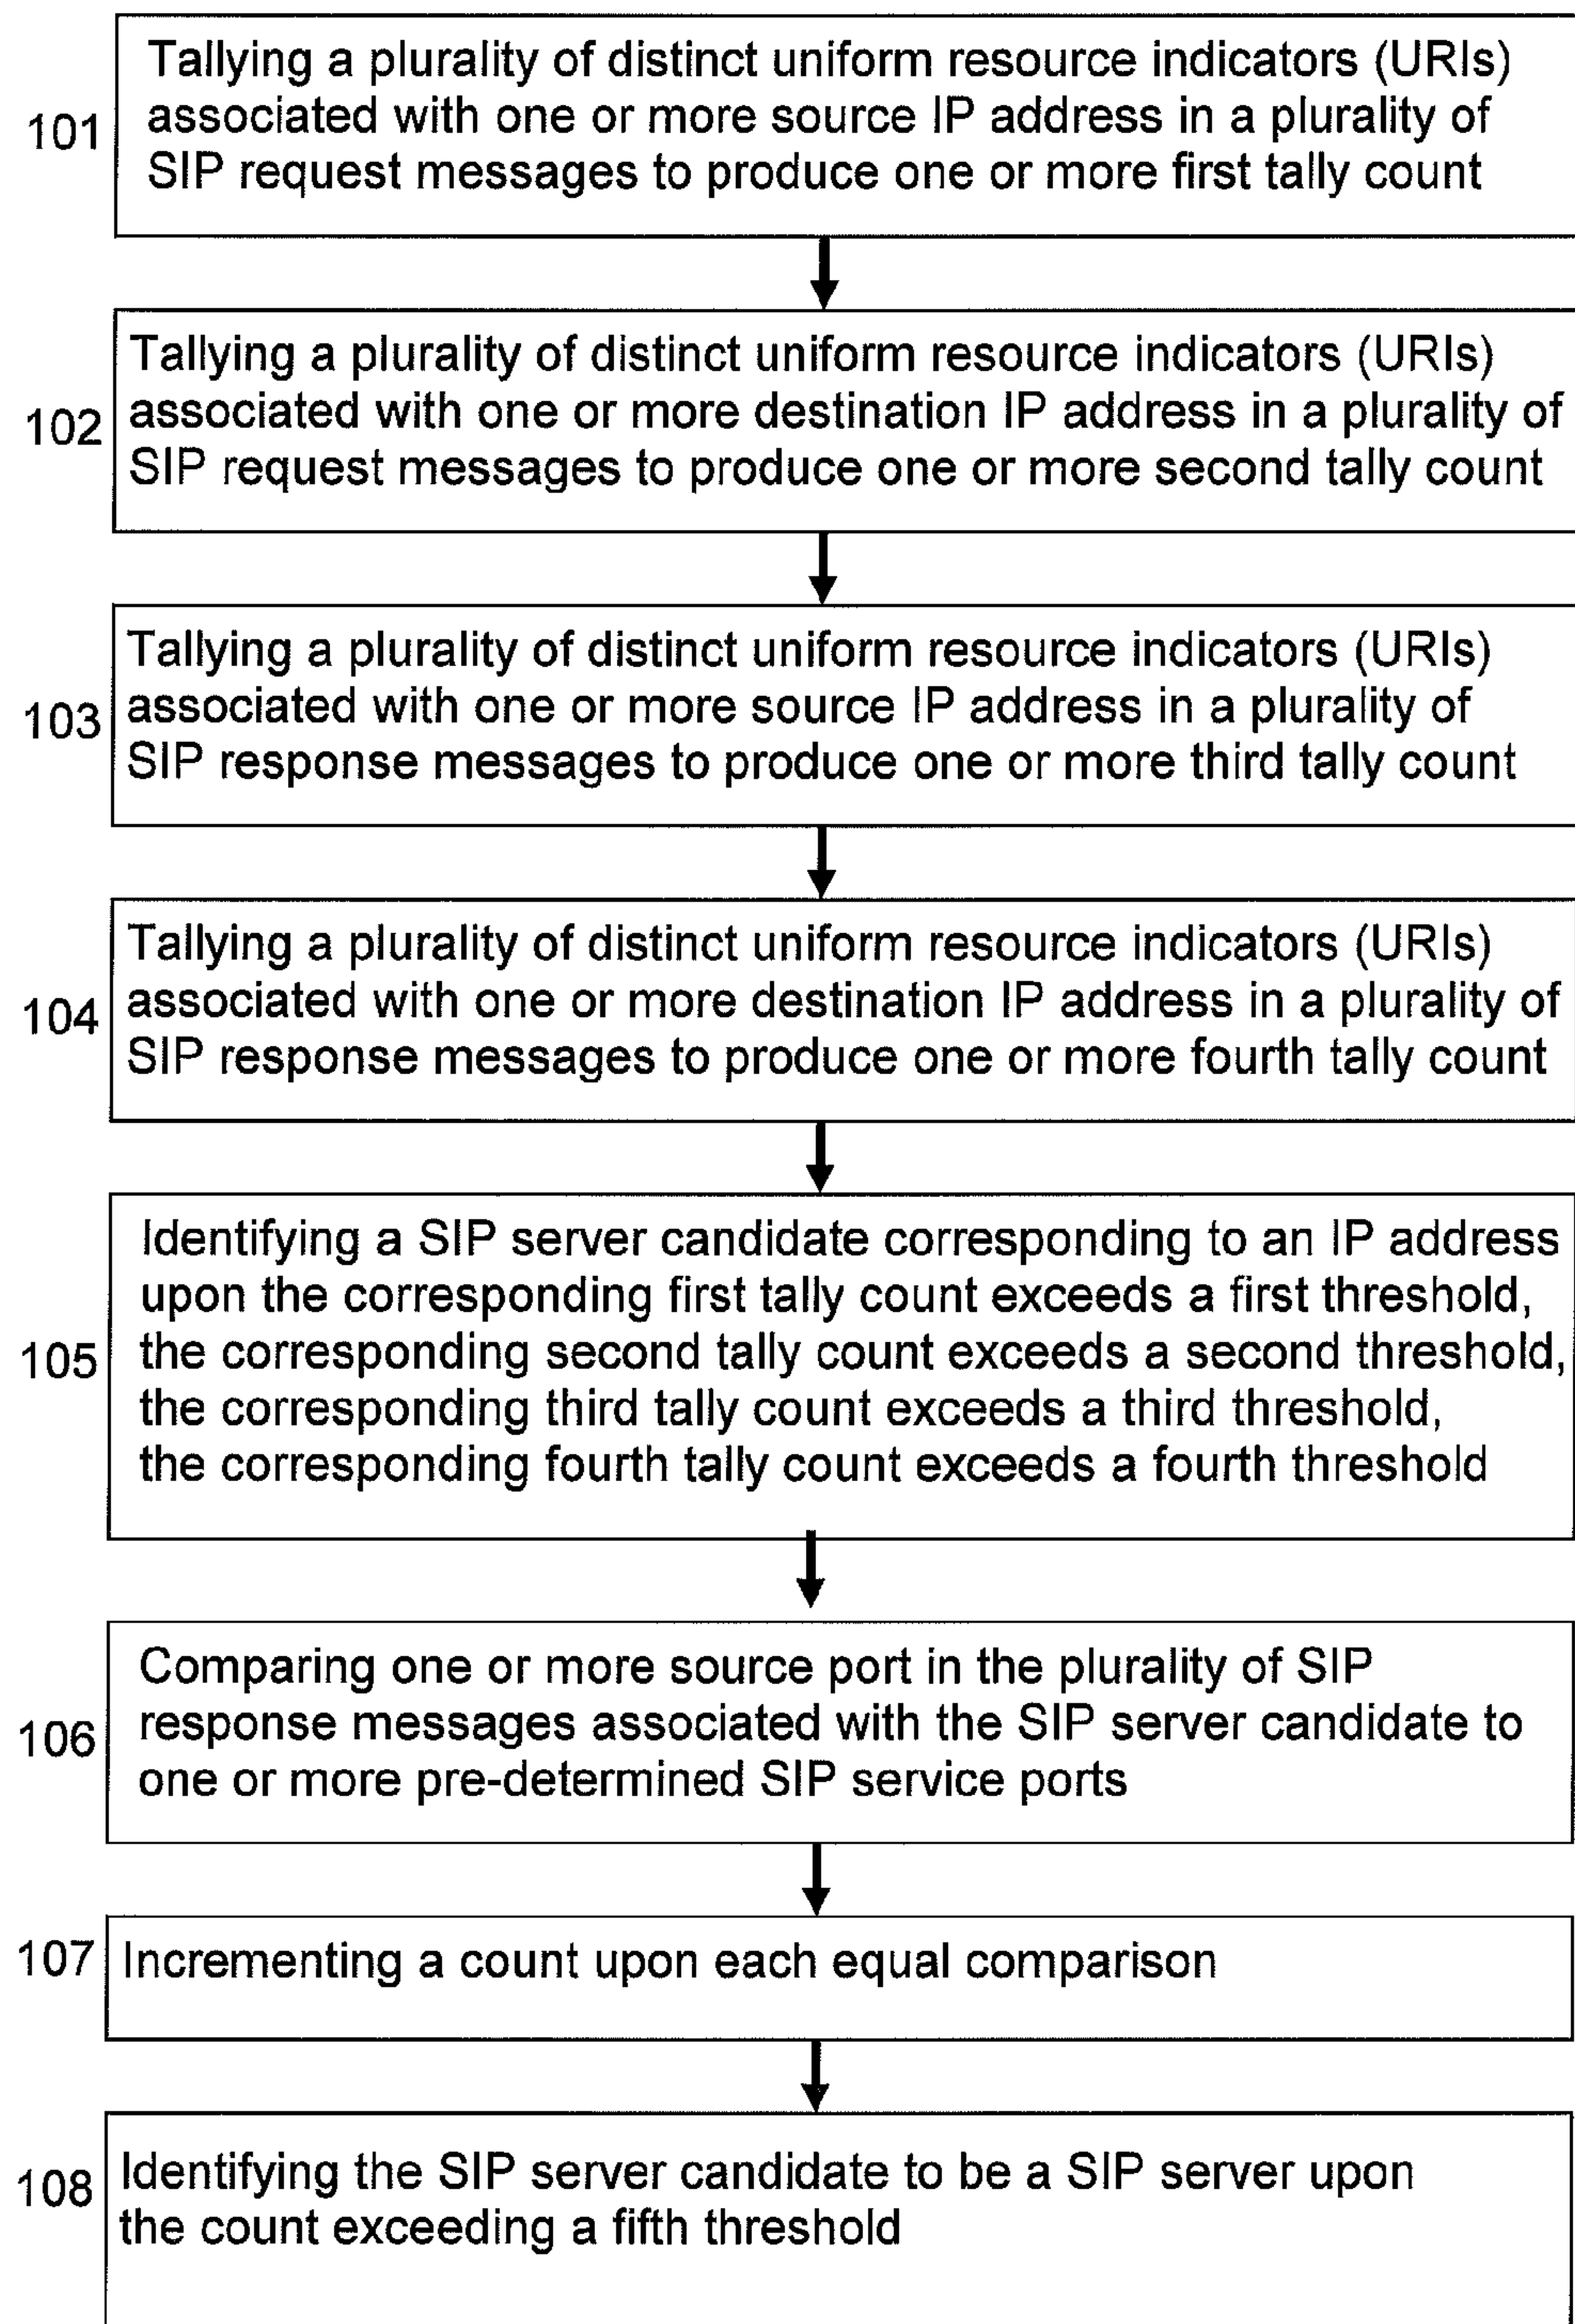 Tallying a plurality of distinct uniform resource indicators (URIs)
associated with one or more source IP address in a plurality of
SIP request messages to produce one or more first tally count
101
Tallying a plurality of distinct uniform resource indicators (URIs)
associated with one or more destination IP address in a plurality of
SIP request messages to produce one or more second tally count
102
Tallying a plurality of distinct uniform resource indicators (URIs)
associated with one or more source IP address in a plurality of
SIP response messages to produce one or more third tally count
103
Tallying a plurality of distinct uniform resource indicators (URIs)
associated with one or more destination IP address in a plurality of
SIP response messages to produce one or more fourth tally count
104
Identifying a SIP server candidate corresponding to an IP address
upon the corresponding first tally count exceeds a first threshold,
the corresponding second tally count exceeds a second threshold,
the corresponding third tally count exceeds a third threshold,
the corresponding fourth tally count exceeds a fourth threshold
105
Comparing one or more source port in the plurality of SIP
response messages associated with the SIP server candidate to
one or more pre-determined SIP service ports
106
Incrementing a count upon each equal comparison
107
Identifying the SIP server candidate to be a SIP server upon
the count exceeding a fifth threshold
108